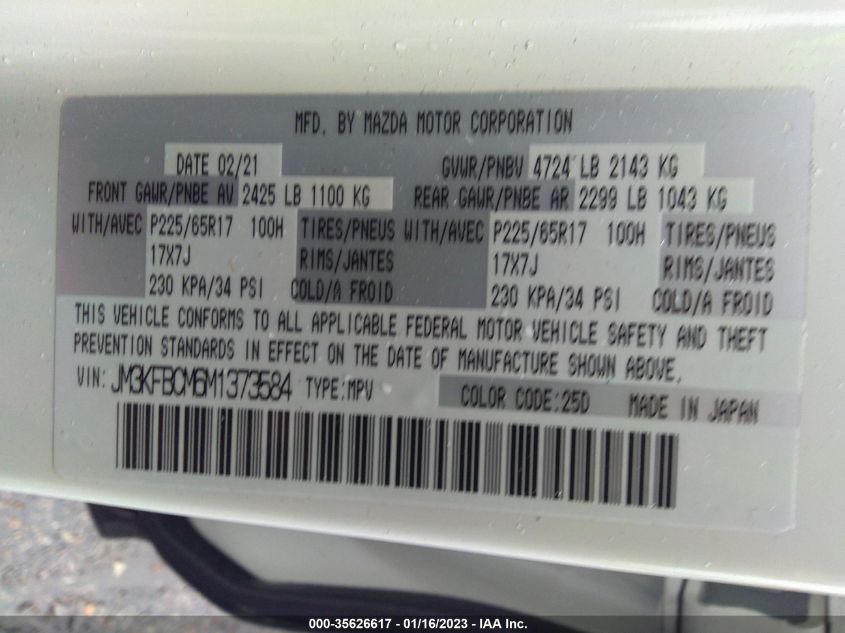 MFD. BY MAZDA MOTOR CORPORATION
DATE 02/21 GVWR/PNBV 4724 LB 2143 KG
FRONT GAWR/PNBE AV 2425 LB 1100 KG REAR GAWR/PNBE AR 2299 LB 1043 KG
WITH/AVEC P225/65R17 100H TIRES/PNEUS WITH/AVEC P225/65R17 100H TIRES/PNEUS
17X7J RIMS/JANTES 17X7J RIMS/JANTES
230 KPA/34 PSI COLD/A FROID 230 KPA/34 PSI COLD/A FROID
THIS VEHICLE CONFORMS TO ALL APPLICABLE FEDERAL MOTOR VEHICLE SAFETY AND THEFT
PREVENTION STANDARDS IN EFFECT ON THE DATE OF MANUFACTURE SHOWN ABOVE.
VIN: JM3KFBCM6M1373584 TYPE:MPV COLOR CODE:25D MADE IN JAPAN
000-35626617 - 01/16/2023 - IAA Inc.